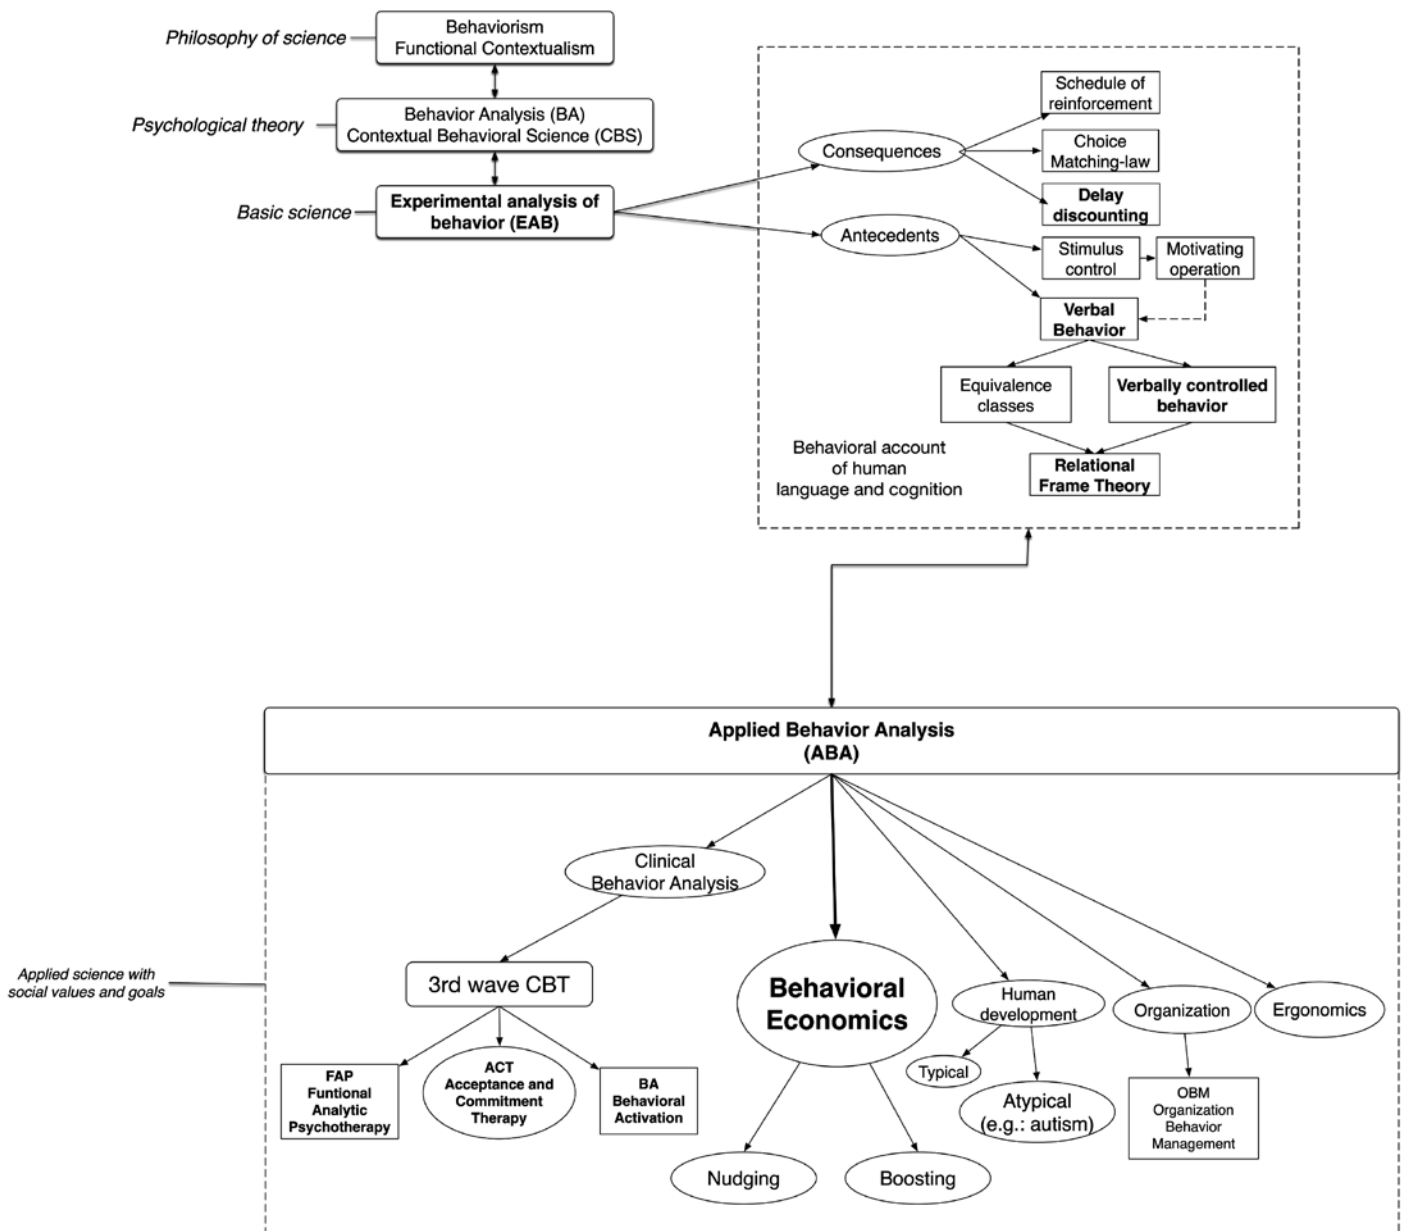 Philosophy of science
Behaviorism
Functional Contextualism
Psychological theory
Behavior Analysis (BA)
Contextual Behavioral Science (CBS)
Basic science
Experimental analysis of
behavior (EAB)
Consequences
Schedule of
reinforcement
Choice
Matching-law
Delay
discounting
Antecedents
Stimulus
control
Motivating
operation
Verbal
Behavior
Equivalence
classes
Verbally controlled
behavior
Relational
Frame Theory
Behavioral account
of human
language and cognition
Applied Behavior Analysis
(ABA)
Applied science with
social values and goals
Clinical
Behavior Analysis
3rd wave CBT
FAP
Funtional
Analytic
Psychotherapy
ACT
Acceptance and
Commitment
Therapy
BA
Behavioral
Activation
Behavioral
Economics
Nudging
Boosting
Human
development
Typical
Atypical
(e.g.: autism)
Organization
OBM
Organization
Behavior
Management
Ergonomics